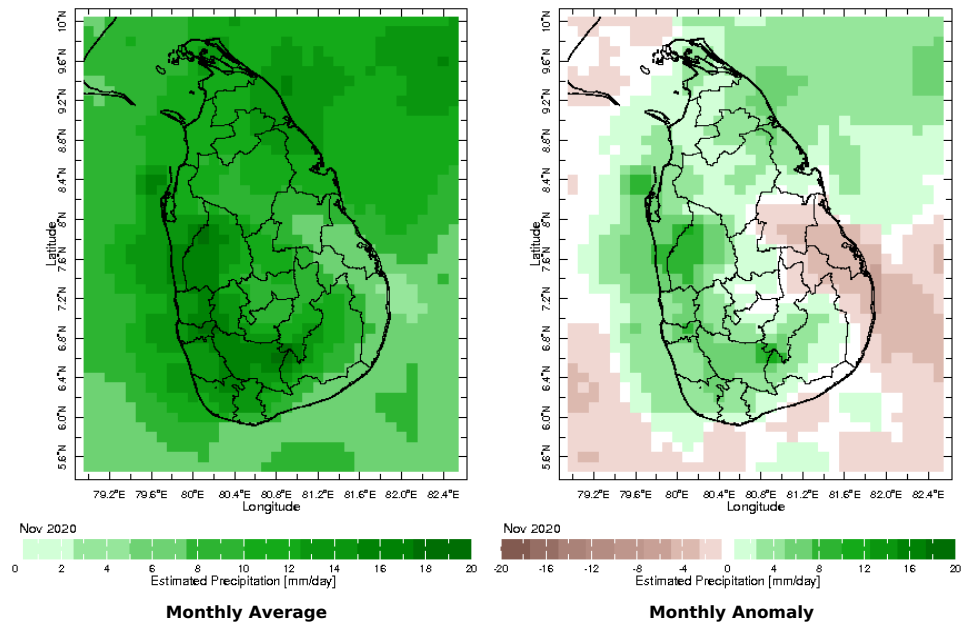 10°N
9.6°N
9.2°N
8.8°N
8.4°N
8°N
7.6°N
7.2°N
6.8°N
6.4°N
6.0°N
5.6°N
Latitude
79.2°E 79.6°E 80°E 80.4°E 80.8°E 81.2°E 81.6°E 82.0°E 82.4°E
Longitude
Nov 2020
0 2 4 6 8 10 12 14 16 18 20
Estimated Precipitation [mm/day]
Monthly Average
10°N
9.6°N
9.2°N
8.8°N
8.4°N
8°N
7.6°N
7.2°N
6.8°N
6.4°N
6.0°N
5.6°N
Latitude
79.2°E 79.6°E 80°E 80.4°E 80.8°E 81.2°E 81.6°E 82.0°E 82.4°E
Longitude
Nov 2020
-20 -16 -12 -8 -4 0 4 8 12 16 20
Estimated Precipitation [mm/day]
Monthly Anomaly